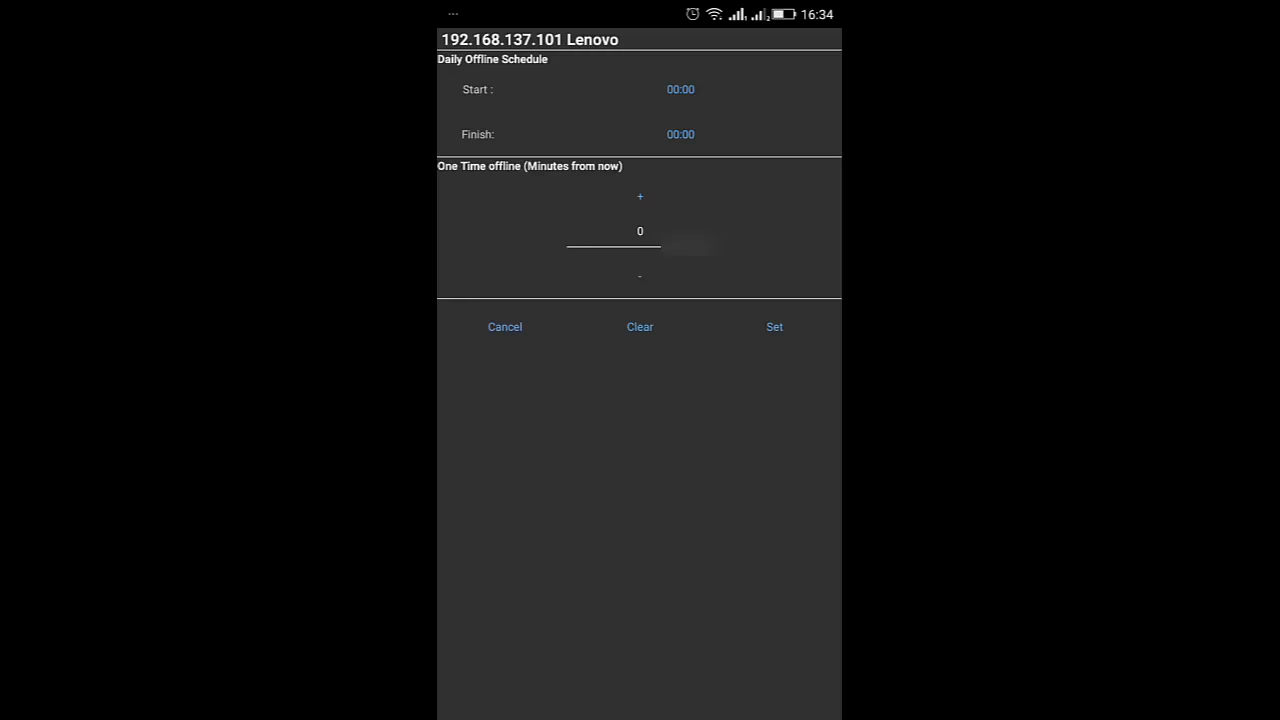 ... 16:34
192.168.137.101 Lenovo
Daily Offline Schedule
Start : 00:00
Finish: 00:00
One Time offline (Minutes from now)
+
0
-
Cancel Clear Set